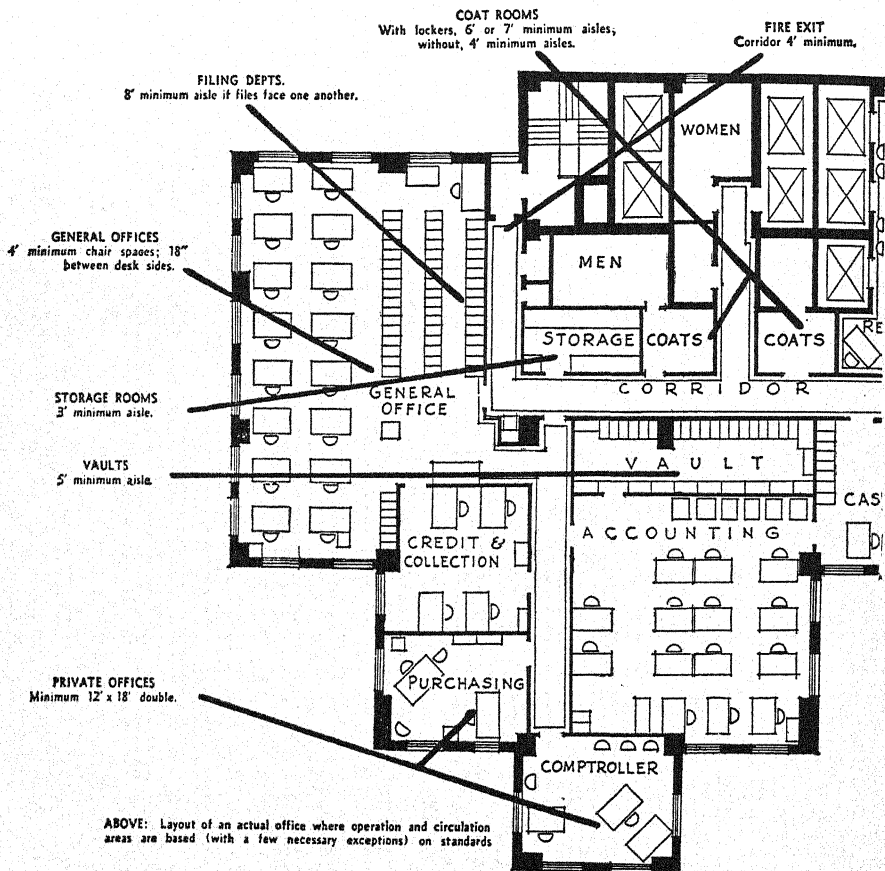 COAT ROOMS
With lockers, 6' or 7' minimum aisles;
without, 4' minimum aisles.
FIRE EXIT
Corridor 4' minimum.
FILING DEPTS.
8" minimum aisle if files face one another.
WOMEN
GENERAL OFFICES
4' minimum chair spaces; 18"
between desk sides.
MEN
STORAGE
COATS
COATS
RE
CORRIDOR
GENERAL
OFFICE
STORAGE ROOMS
3' minimum aisle.
VAULTS
5' minimum aisle
VAULT
CAS
ACCOUNTING
CREDIT &
COLLECTION
PURCHASING
PRIVATE OFFICES
Minimum 12' x 18' double.
COMPTROLLER
ABOVE: Layout of an actual office where operation and circulation
areas are based (with a few necessary exceptions) on standards